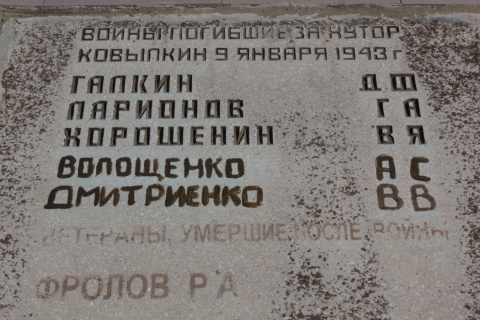 ВОИНЫ ПОГИБШИЕ ЗА ХУТОР
КОВЫЛКИН 9 ЯНВАРЯ 1943 г
ГАЛКИН Д Ф
ЛАРИОНОВ Г А
ХОРОШЕНИН В Я
ВОЛОЩЕНКО А С
ДМИТРИЕНКО В В
ВЕТЕРАНЫ, УМЕРШИЕ ПОСЛЕ ВОЙНЫ
ФРОЛОВ Р А